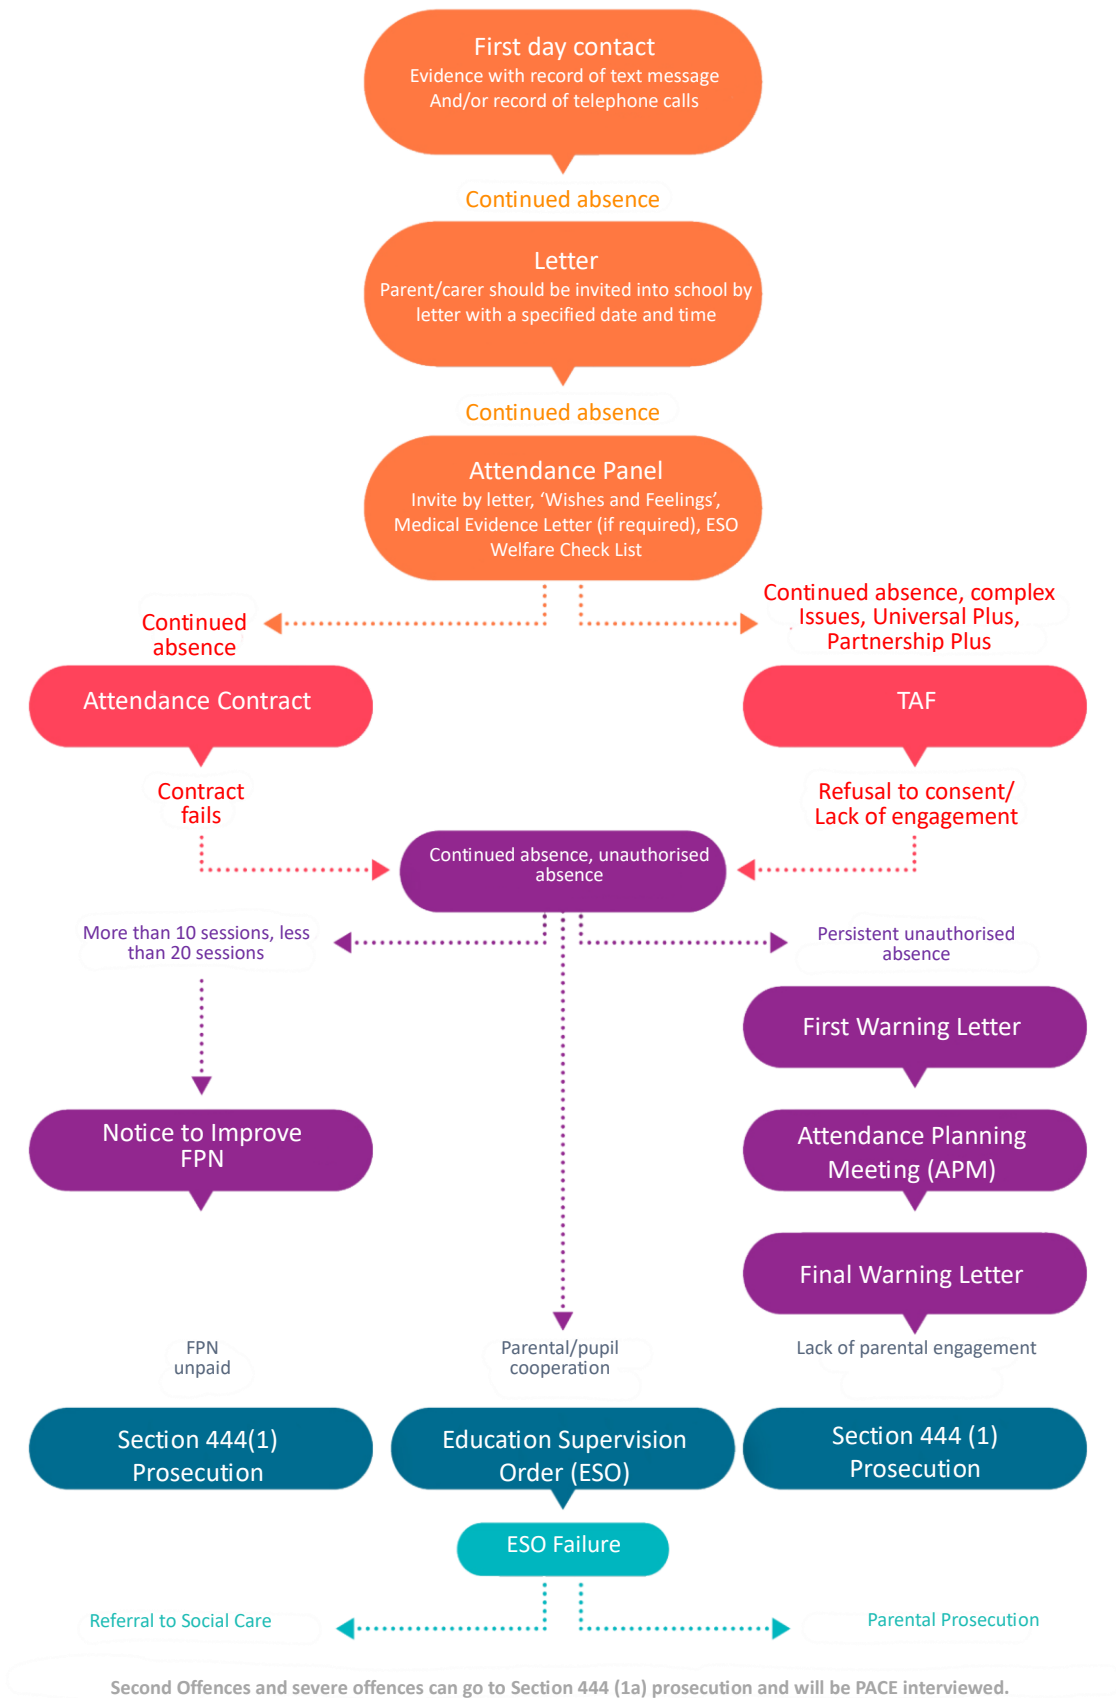 First day contact
Evidence with record of text message
And/or record of telephone calls
Continued absence
Letter
Parent/carer should be invited into school by
letter with a specified date and time
Continued absence
Attendance Panel
Invite by letter, ‘Wishes and Feelings’,
Medical Evidence Letter (if required), ESO
Welfare Check List
Continued
absence
Continued absence, complex
Issues, Universal Plus,
Partnership Plus
Attendance Contract
TAF
Contract
fails
Refusal to consent/
Lack of engagement
Continued absence, unauthorised
absence
More than 10 sessions, less
than 20 sessions
Persistent unauthorised
absence
First Warning Letter
Notice to Improve
FPN
Attendance Planning
Meeting (APM)
Final Warning Letter
FPN
unpaid
Parental/pupil
cooperation
Lack of parental engagement
Section 444(1)
Prosecution
Education Supervision
Order (ESO)
Section 444 (1)
Prosecution
ESO Failure
Referral to Social Care
Parental Prosecution
Second Offences and severe offences can go to Section 444 (1a) prosecution and will be PACE interviewed.